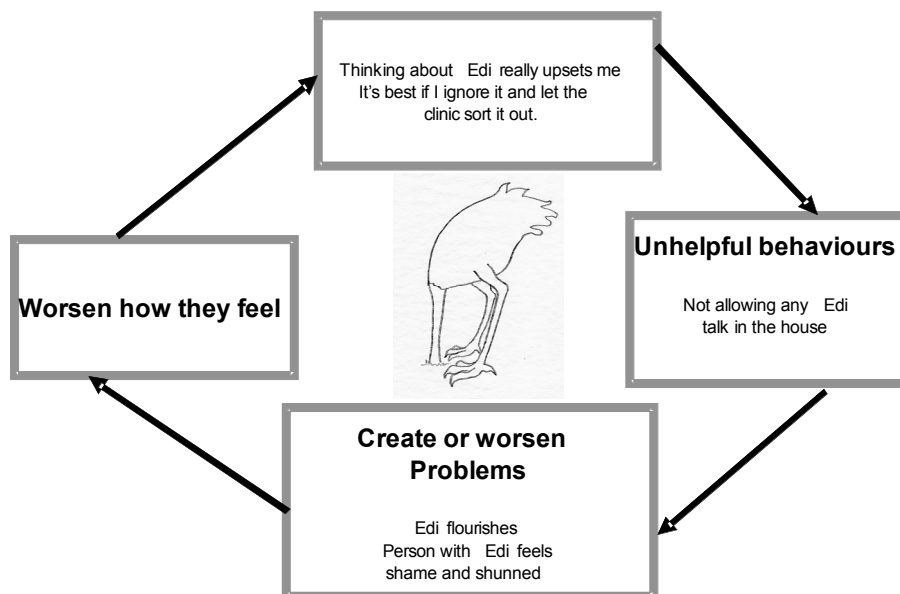 Thinking about Edi really upsets me
It's best if I ignore it and let the
clinic sort it out.
Unhelpful behaviours
Not allowing any Edi
talk in the house
Create or worsen
Problems
Edi flourishes
Person with Edi feels
shame and shunned
Worsen how they feel